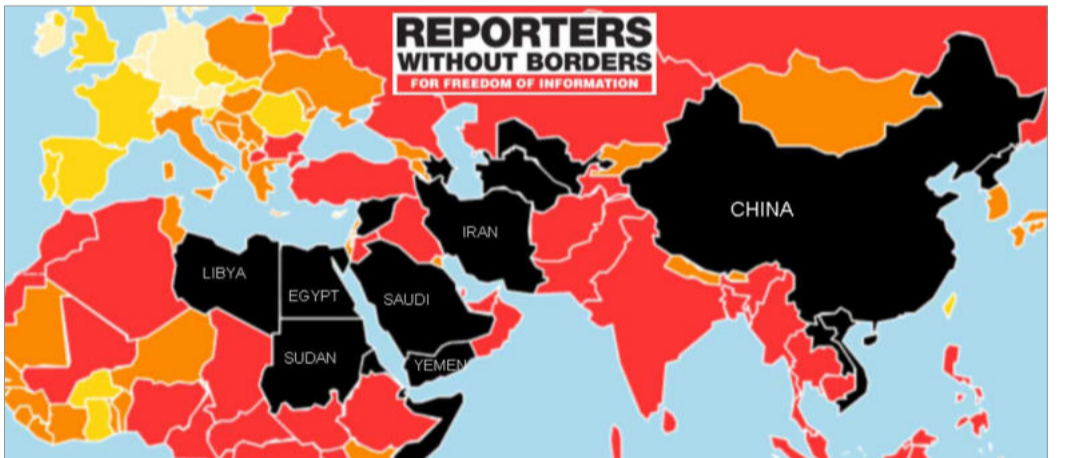 REPORTERS
WITHOUT BORDERS
FOR FREEDOM OF INFORMATION
CHINA
IRAN
LIBYA
EGYPT
SAUDI
SUDAN
YEMEN